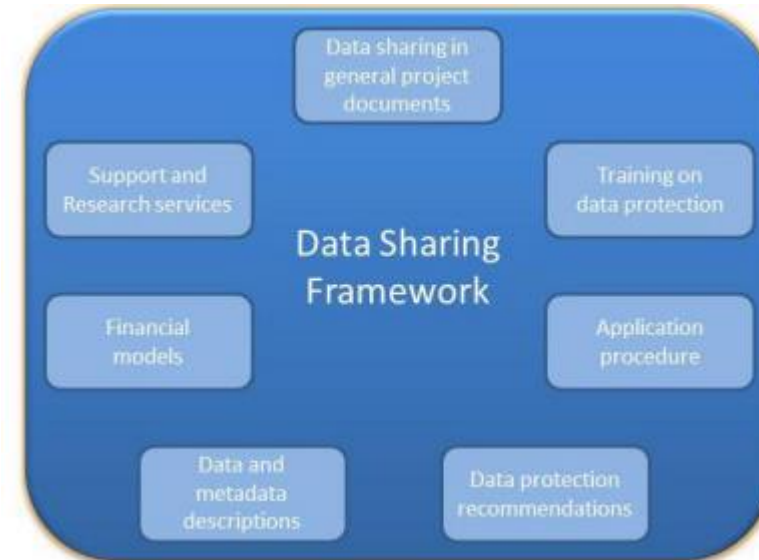 Data sharing in
general project
documents
Support and
Research services
Training on
data protection
Data Sharing
Framework
Financial
models
Application
procedure
Data and
metadata
descriptions
Data protection
recommendations